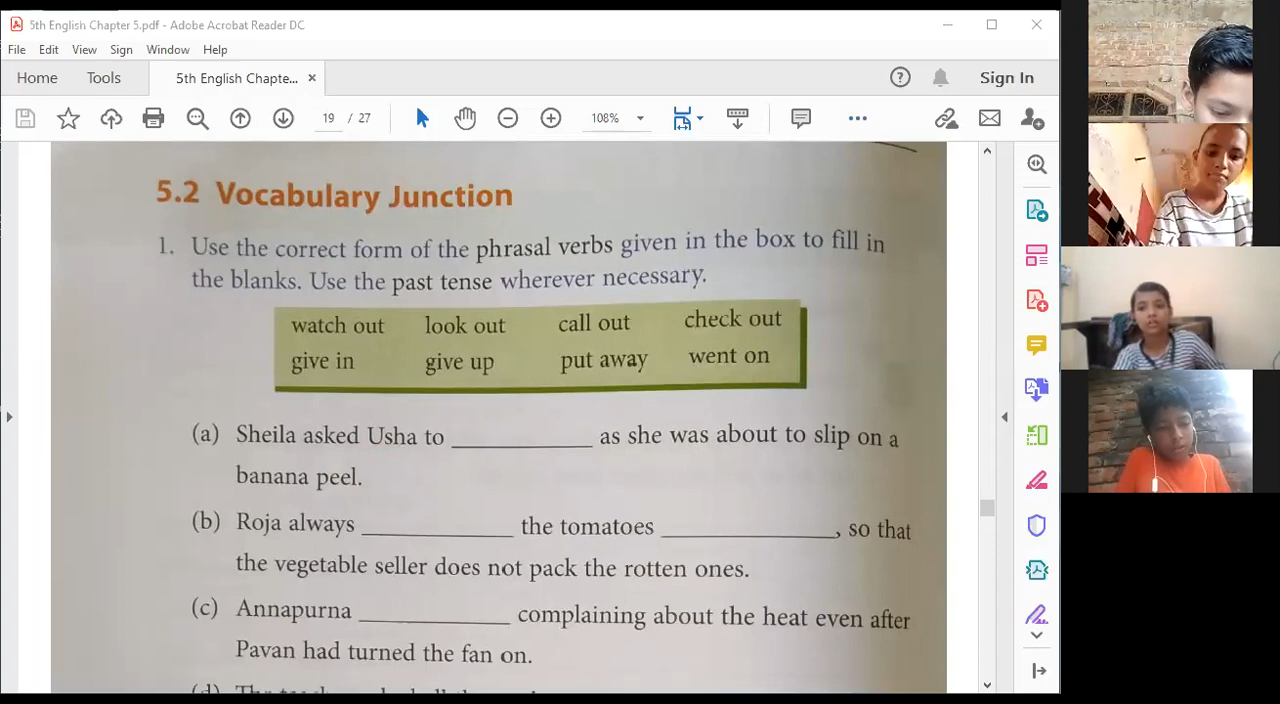 5th English Chapter 5.pdf - Adobe Acrobat Reader DC
File Edit View Sign Window Help
Home Tools 5th English Chapte... Sign In
19 / 27 108%
5.2 Vocabulary Junction
1. Use the correct form of the phrasal verbs given in the box to fill in
the blanks. Use the past tense wherever necessary.
watch out look out call out check out
give in give up put away went on
(a) Sheila asked Usha to __________ as she was about to slip on a
banana peel.
(b) Roja always __________ the tomatoes __________, so that
the vegetable seller does not pack the rotten ones.
(c) Annapurna __________ complaining about the heat even after
Pavan had turned the fan on.